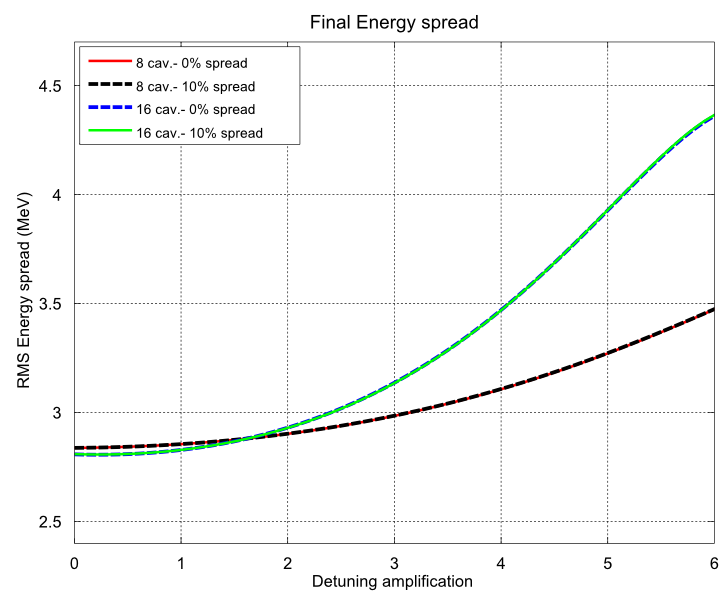 Final Energy spread
8 cav.- 0% spread
8 cav.- 10% spread
16 cav.- 0% spread
16 cav.- 10% spread
RMS Energy spread (MeV)
4.5
4
3.5
3
2.5
0 1 2 3 4 5 6
Detuning amplification